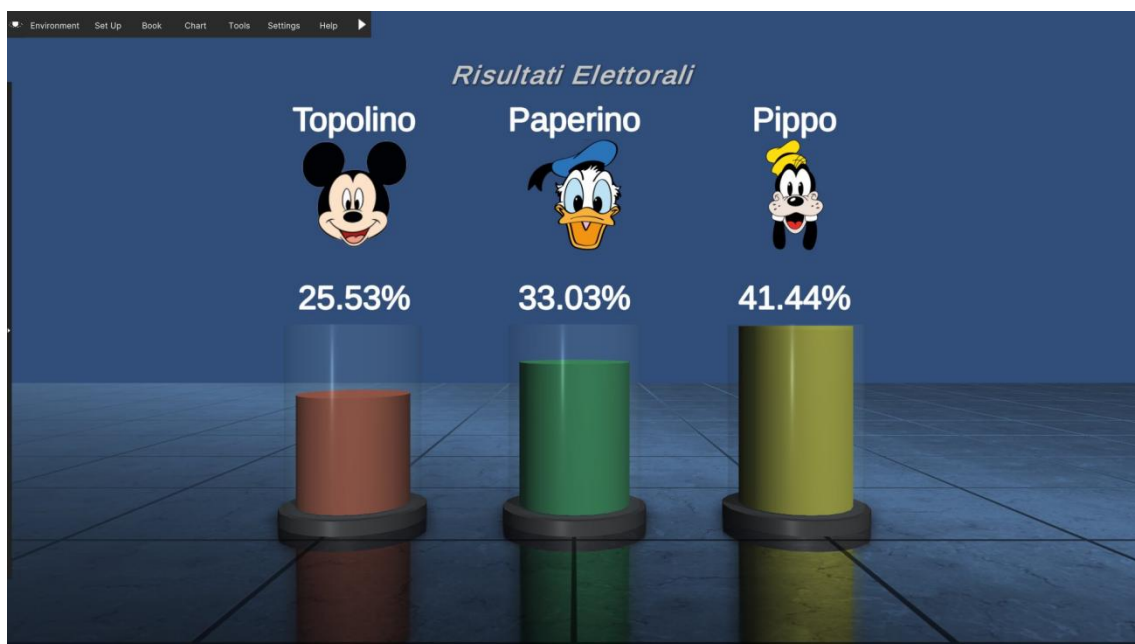 Environment Set Up Book Chart Tools Settings Help
Risultati Elettorali
Topolino Paperino Pippo
25.53% 33.03% 41.44%